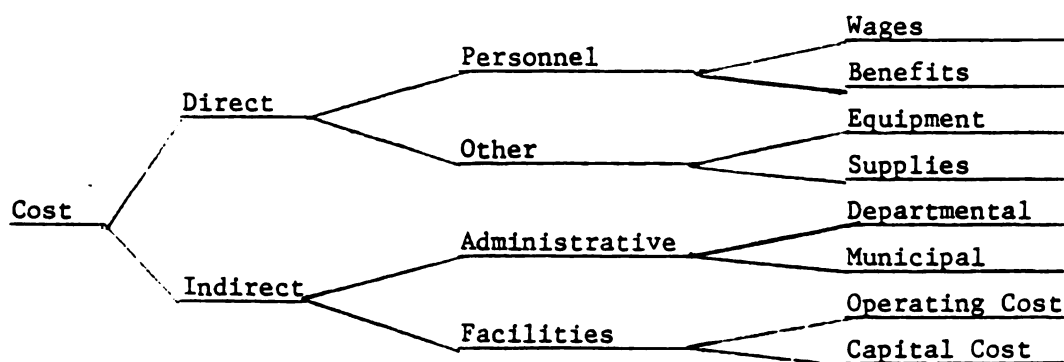 Cost
Direct
Indirect
Personnel
Other
Administrative
Facilities
Wages
Benefits
Equipment
Supplies
Departmental
Municipal
Operating Cost
Capital Cost